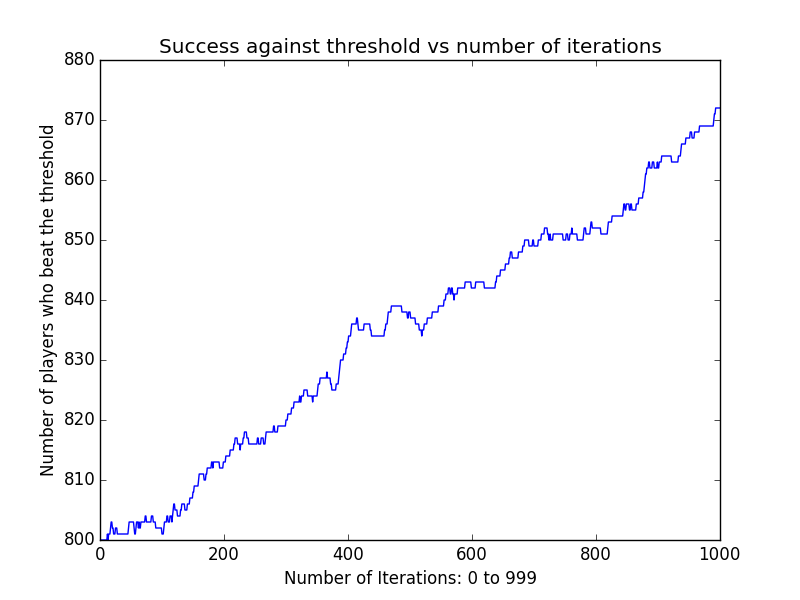 Success against threshold vs number of iterations
880
870
860
850
840
830
820
810
800
Number of players who beat the threshold
0 200 400 600 800 1000
Number of Iterations: 0 to 999